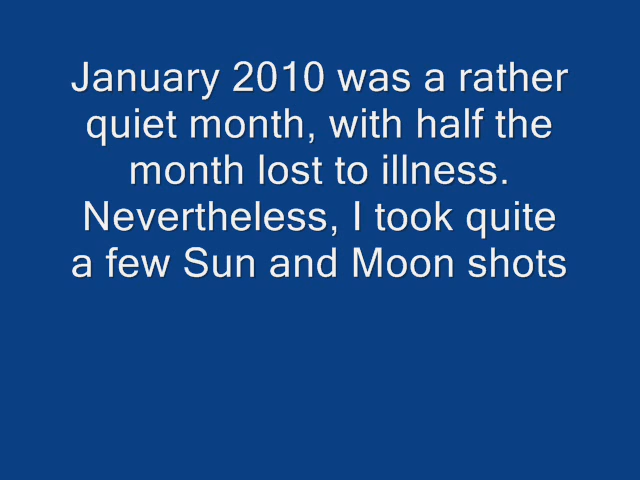 January 2010 was a rather
quiet month, with half the
month lost to illness.
Nevertheless, I took quite
a few Sun and Moon shots